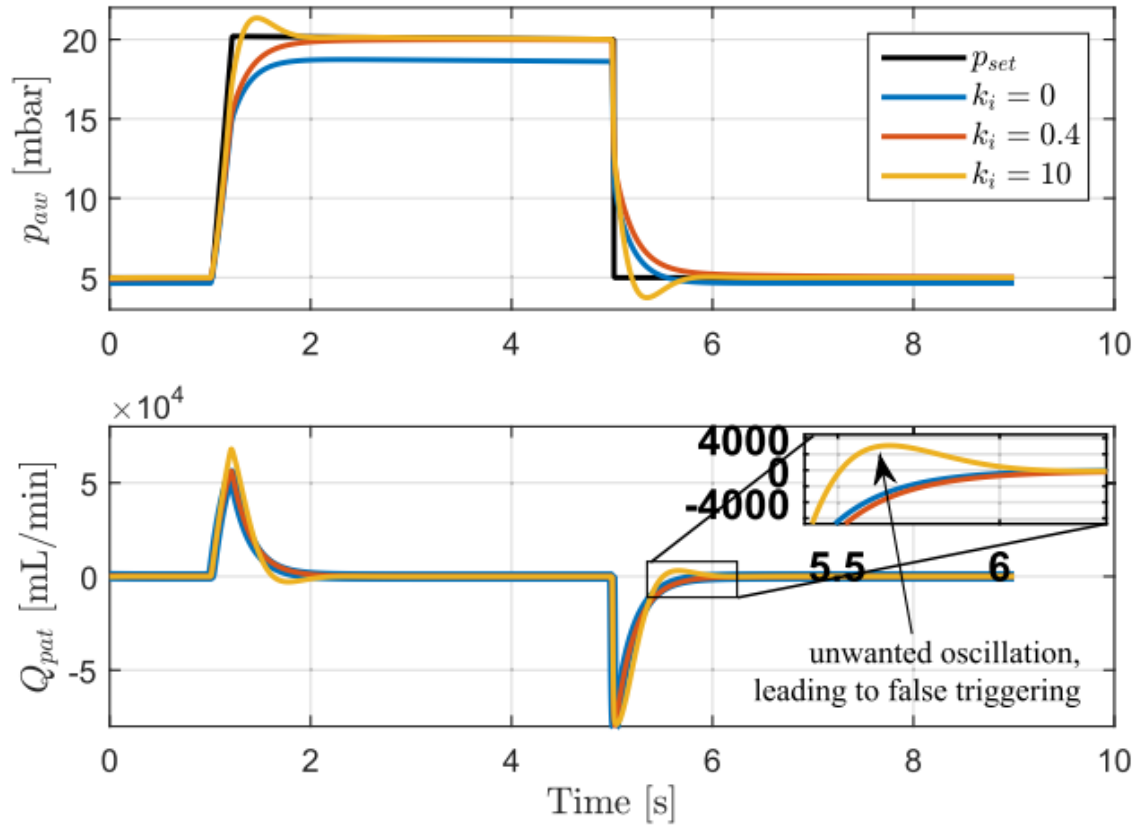 20
15
10
5
p_aw [mbar]
p_set
k_i = 0
k_i = 0.4
k_i = 10
0 2 4 6 8 10
×10^4
5
0
-5
Q_pat [mL/min]
4000
0
-4000
5.5 6
unwanted oscillation,
leading to false triggering
0 2 4 6 8 10
Time [s]